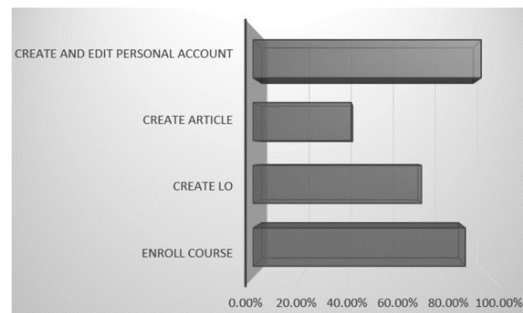 CREATE AND EDIT PERSONAL ACCOUNT
CREATE ARTICLE
CREATE LO
ENROLL COURSE
0.00% 20.00% 40.00% 60.00% 80.00% 100.00%